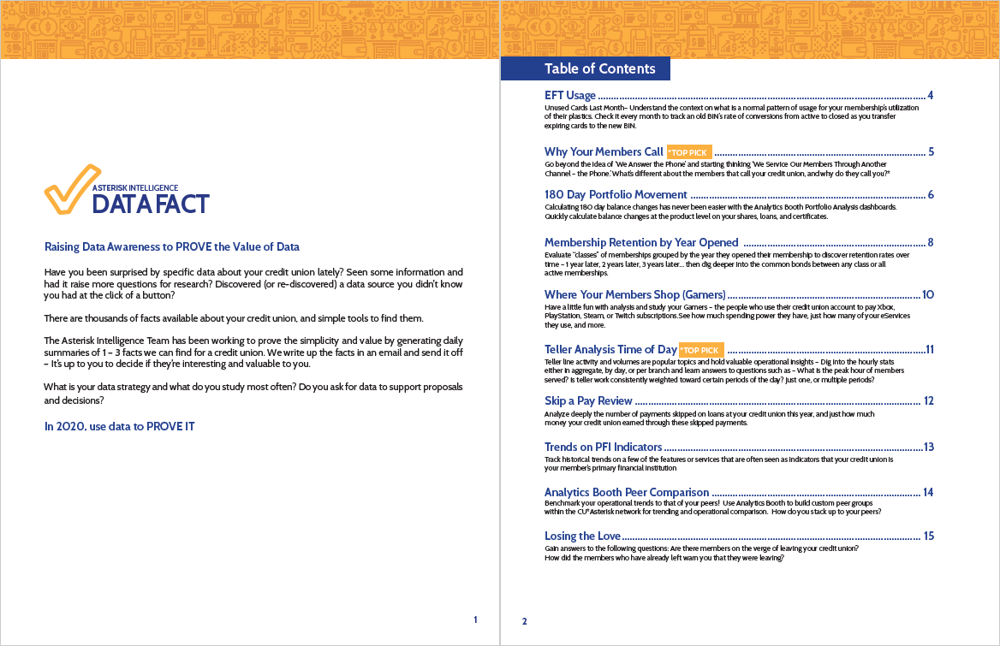 ASTERISK INTELLIGENCE
DATA FACT
Raising Data Awareness to PROVE the Value of Data
Have you been surprised by specific data about your credit union lately? Seen some information and
had it raise more questions for research? Discovered (or re-discovered) a data source you didn't know
you had at the click of a button?
There are thousands of facts available about your credit union, and simple tools to find them.
The Asterisk Intelligence Team has been working to prove the simplicity and value by generating daily
summaries of 1 – 3 facts we can find for a credit union. We write up the facts in an email and send it off
– It's up to you to decide if they're interesting and valuable to you.
What is your data strategy and what do you study most often? Do you ask for data to support proposals
and decisions?
In 2020, use data to PROVE IT
1
Table of Contents
EFT Usage ........................................ 4
Unused Cards Last Month– Understand the context on what is a normal pattern of usage for your membership's utilization
of their plastics. Check it every month to track an old BIN's rate of conversions from active to closed as you transfer
expiring cards to the new BIN.
Why Your Members Call *TOP PICK ........................................ 5
Go beyond the idea of 'We Answer the Phone' and starting thinking 'We Service Our Members Through Another
Channel – the Phone.' What's different about the members that call your credit union, and why do they call you?*
180 Day Portfolio Movement ........................................ 6
Calculating 180 day balance changes has never been easier with the Analytics Booth Portfolio Analysis dashboards.
Quickly calculate balance changes at the product level on your shares, loans, and certificates.
Membership Retention by Year Opened ........................................ 8
Evaluate "classes" of memberships grouped by the year they opened their membership to discover retention rates over
time – 1 year later, 2 years later, 3 years later... then dig deeper into the common bonds between any class or all
active memberships.
Where Your Members Shop (Gamers) ........................................ 10
Have a little fun with analysis and study your Gamers – the people who use their credit union account to pay Xbox,
PlayStation, Steam, or Twitch subscriptions.See how much spending power they have, just how many of your eServices
they use, and more.
Teller Analysis Time of Day *TOP PICK ........................................ 11
Teller line activity and volumes are popular topics and hold valuable operational insights – Dig into the hourly stats
either in aggregate, by day, or per branch and learn answers to questions such as – What is the peak hour of members
served? Is teller work consistently weighted toward certain periods of the day? Just one, or multiple periods?
Skip a Pay Review ........................................ 12
Analyze deeply the number of payments skipped on loans at your credit union this year, and just how much
money your credit union earned through these skipped payments.
Trends on PFI Indicators ........................................ 13
Track historical trends on a few of the features or services that are often seen as indicators that your credit union is
your member's primary financial institution
Analytics Booth Peer Comparison ........................................ 14
Benchmark your operational trends to that of your peers! Use Analytics Booth to build custom peer groups
within the CU*Asterisk network for trending and operational comparison. How do you stack up to your peers?
Losing the Love ........................................ 15
Gain answers to the following questions: Are there members on the verge of leaving your credit union?
How did the members who have already left warn you that they were leaving?
2